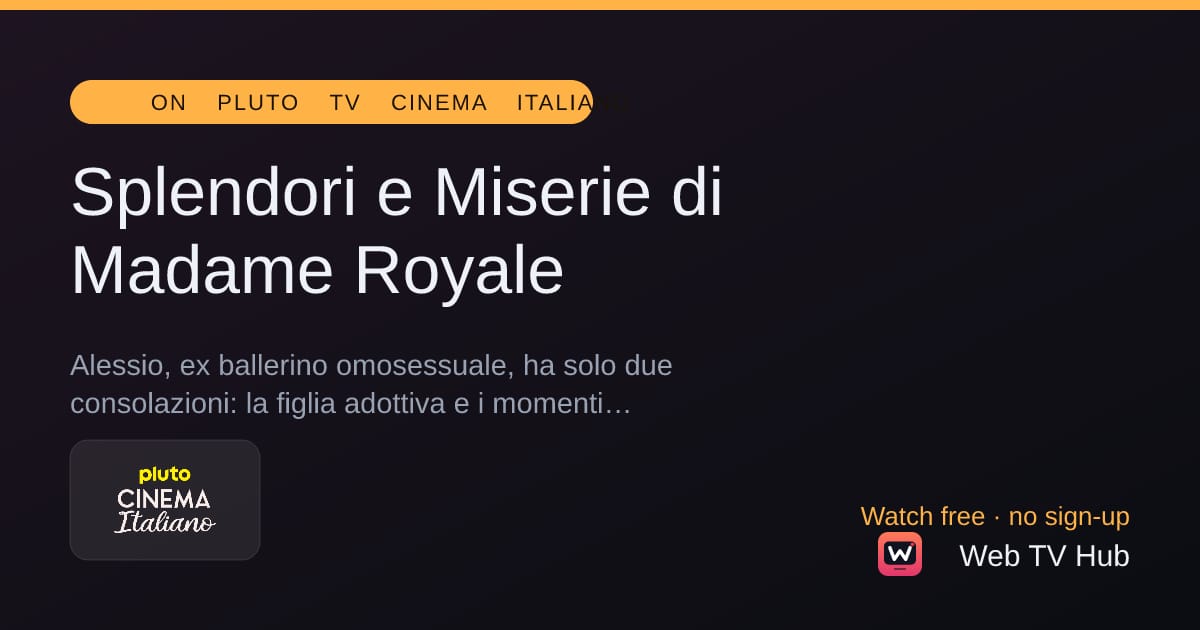 ON PLUTO TV CINEMA ITALIA
Splendori e Miserie di
Madame Royale
Alessio, ex ballerino omosessuale, ha solo due
consolazioni: la figlia adottiva e i momenti…
pluto
CINEMA
Italiano
Watch free · no sign-up
W
Web TV Hub